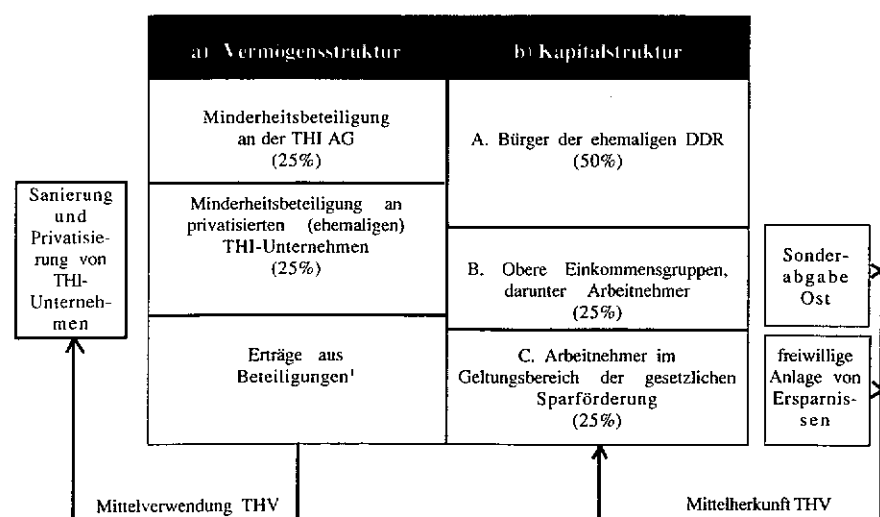 a) Vermögensstruktur
b) Kapitalstruktur
Minderheitsbeteiligung
an der THI AG
(25%)
A. Bürger der ehemaligen DDR
(50%)
Sanierung
und
Privatisie-
rung von
THI-
Unterneh-
men
Minderheitsbeteiligung an
privatisierten (ehemaligen)
THI-Unternehmen
(25%)
B. Obere Einkommensgruppen,
darunter Arbeitnehmer
(25%)
Sonder-
abgabe
Ost
Erträge aus
Beteiligungen¹
C. Arbeitnehmer im
Geltungsbereich der gesetzlichen
Sparförderung
(25%)
freiwillige
Anlage von
Ersparnis-
sen
Mittelverwendung THV
Mittelherkunft THV